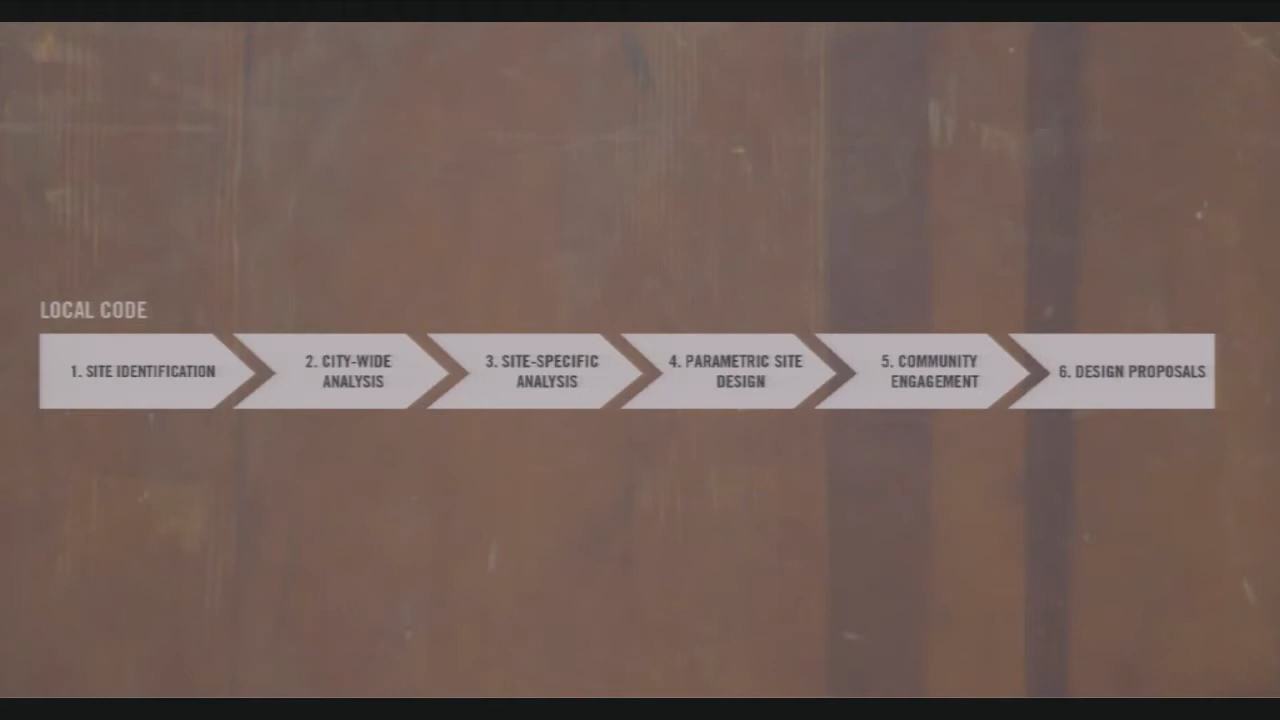 LOCAL CODE
1. SITE IDENTIFICATION
2. CITY-WIDE
ANALYSIS
3. SITE-SPECIFIC
ANALYSIS
4. PARAMETRIC SITE
DESIGN
5. COMMUNITY
ENGAGEMENT
6. DESIGN PROPOSALS